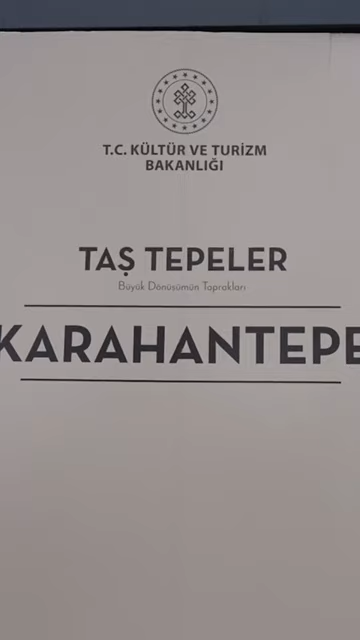 T.C. KÜLTÜR VE TURİZM
BAKANLIĞI
TAŞ TEPELER
Büyük Dönüşümün Toprakları
KARAHANTEPE